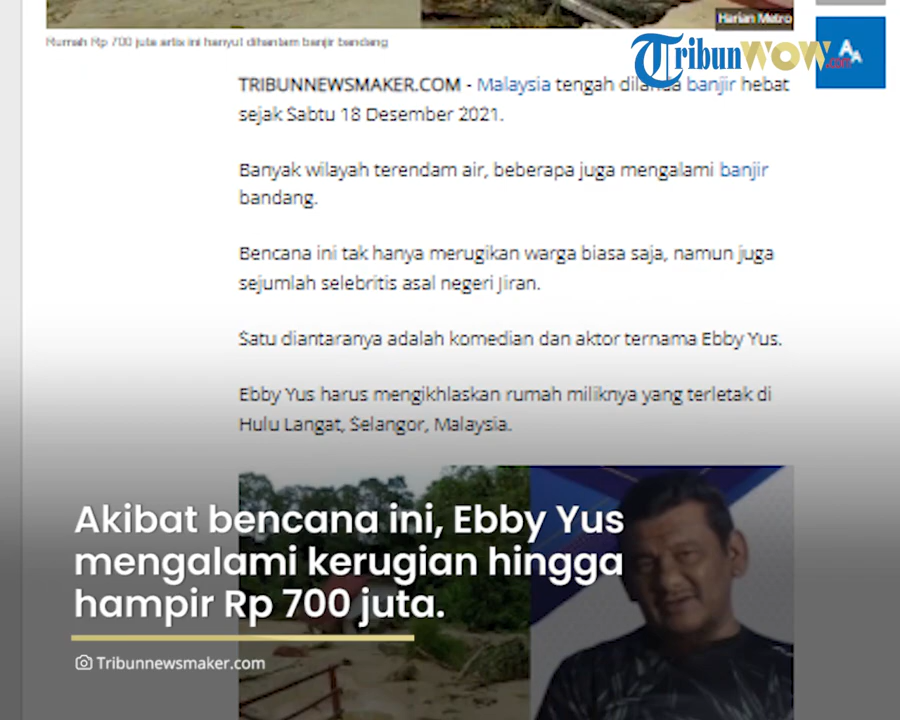 Harian Metro
Rumah Rp 700 juta artis ini hanyut dihantam banjir bandang
TribunWOW.com
AA
TRIBUNNEWSMAKER.COM - Malaysia tengah dilanda banjir hebat
sejak Sabtu 18 Desember 2021.
Banyak wilayah terendam air, beberapa juga mengalami banjir
bandang.
Bencana ini tak hanya merugikan warga biasa saja, namun juga
sejumlah selebritis asal negeri Jiran.
Satu diantaranya adalah komedian dan aktor ternama Ebby Yus.
Ebby Yus harus mengikhlaskan rumah miliknya yang terletak di
Hulu Langat, Selangor, Malaysia.
Akibat bencana ini, Ebby Yus
mengalami kerugian hingga
hampir Rp 700 juta.
Tribunnewsmaker.com